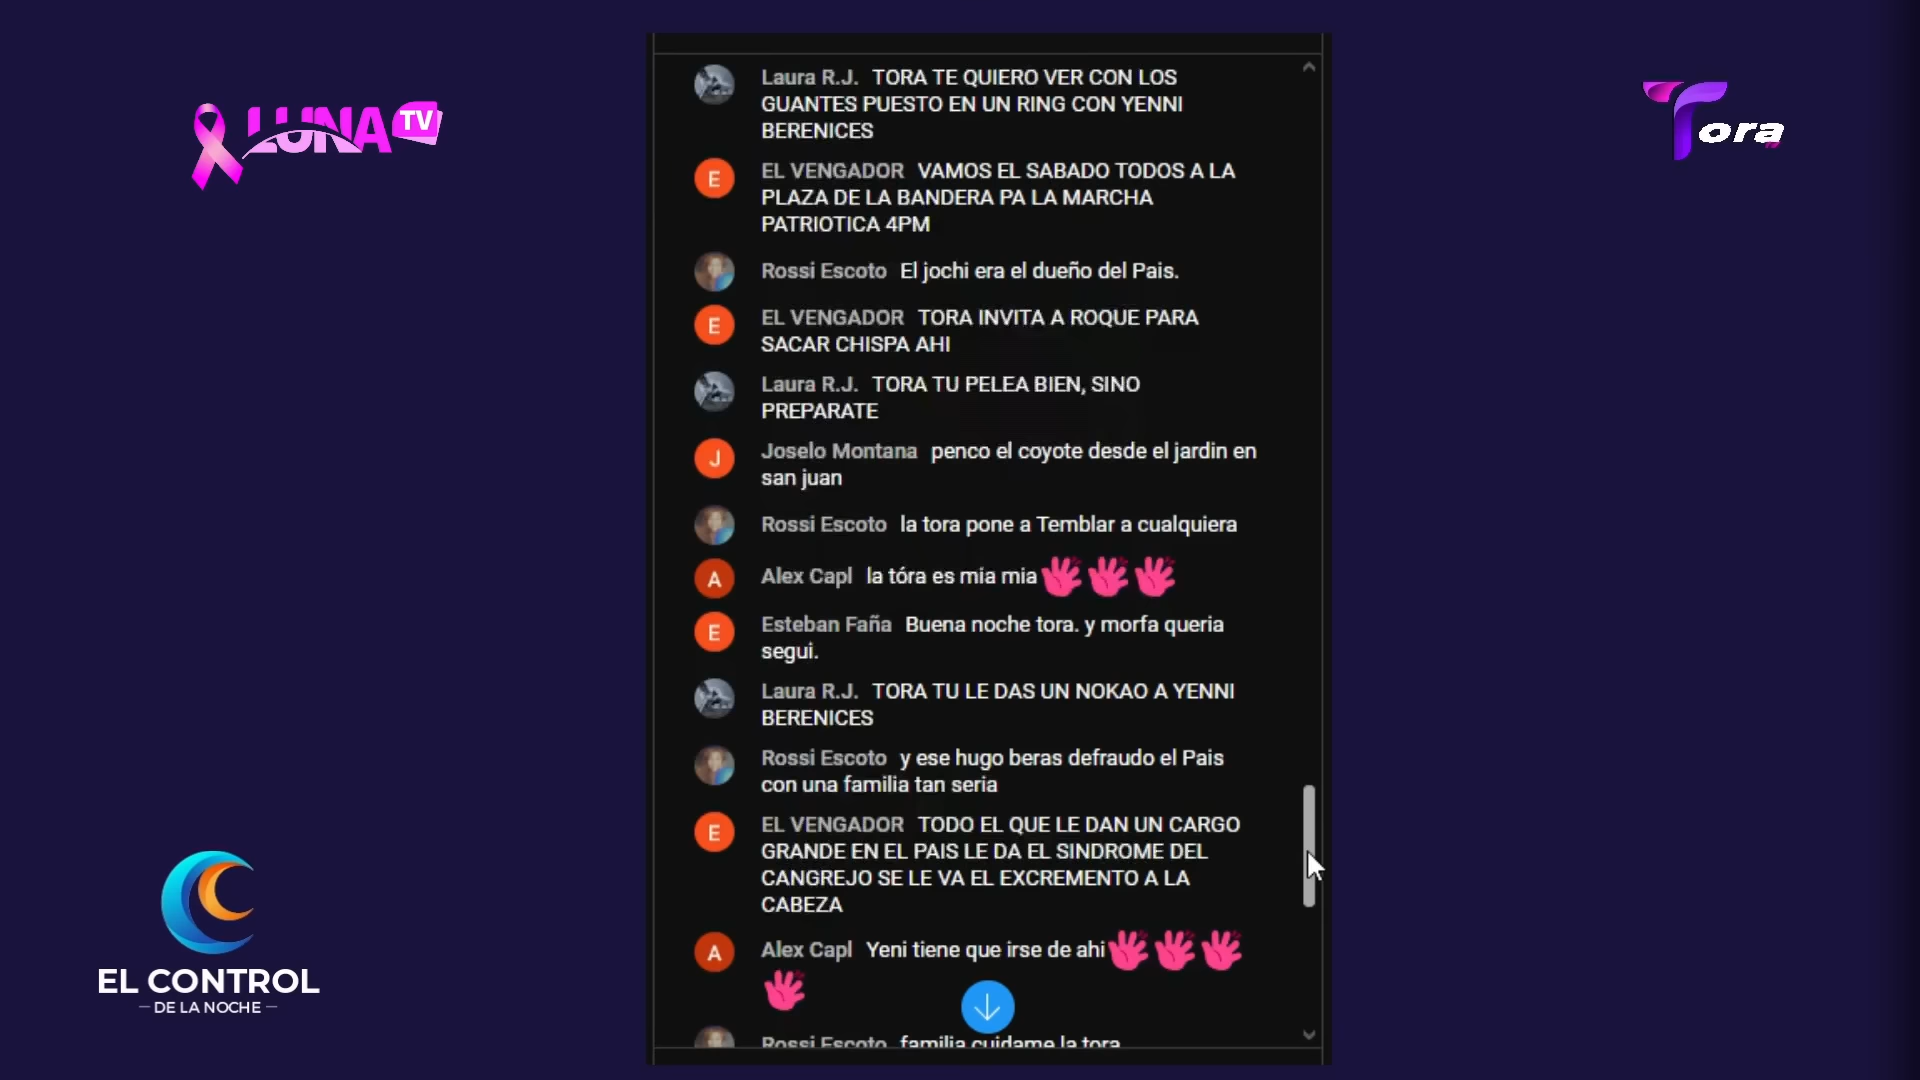 LUNA TV
Tora
Laura R.J. TORA TE QUIERO VER CON LOS
GUANTES PUESTO EN UN RING CON YENNI
BERENICES
E EL VENGADOR VAMOS EL SABADO TODOS A LA
PLAZA DE LA BANDERA PA LA MARCHA
PATRIOTICA 4PM
Rossi Escoto El jochi era el dueño del Pais.
E EL VENGADOR TORA INVITA A ROQUE PARA
SACAR CHISPA AHI
Laura R.J. TORA TU PELEA BIEN, SINO
PREPARATE
J Joselo Montana penco el coyote desde el jardin en
san juan
Rossi Escoto la tora pone a Temblar a cualquiera
A Alex Capl la tóra es mia mia
E Esteban Faña Buena noche tora. y morfa queria
segui.
Laura R.J. TORA TU LE DAS UN NOKAO A YENNI
BERENICES
Rossi Escoto y ese hugo beras defraudo el Pais
con una familia tan seria
E EL VENGADOR TODO EL QUE LE DAN UN CARGO
GRANDE EN EL PAIS LE DA EL SINDROME DEL
CANGREJO SE LE VA EL EXCREMENTO A LA
CABEZA
A Alex Capl Yeni tiene que irse de ahi
Rossi Escoto familia cuidame la tora
EL CONTROL
DE LA NOCHE